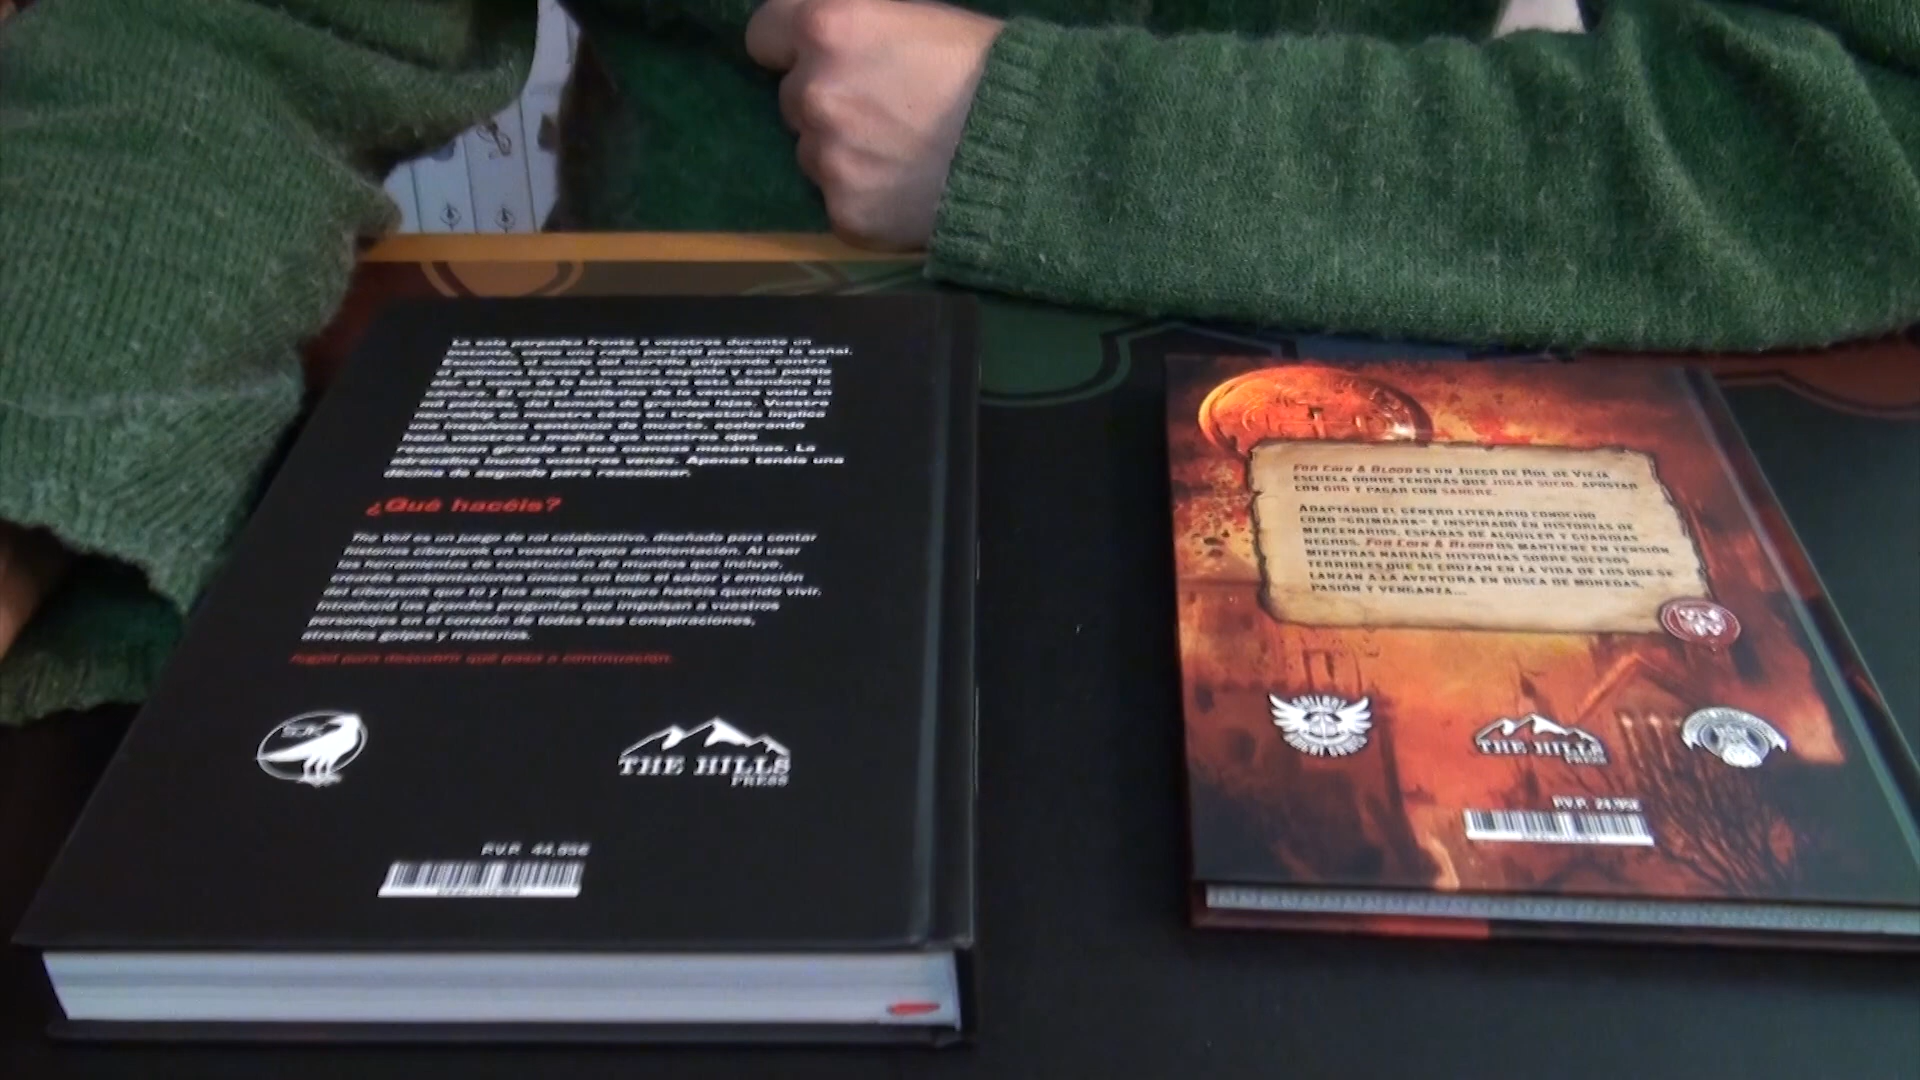 La sala parpadea frente a vosotros durante un
instante, como una radio portátil perdiendo la señal.
Escucháis el sonido del martillo golpeando contra
el polímero barato a vuestra espalda y casi podéis
oler el aroma de la bala mientras esta abandona la
cámara. El cristal antibalas de la ventana vuela en
mil pedazos, del tamaño de grandes lajas. Vuestro
neurochip os muestra cómo su trayectoria implica
una inequívoca sentencia de muerte, acelerando
hacia vosotros a medida que vuestros ojos
reaccionan girando en sus cuencas mecánicas. La
adrenalina inunda vuestras venas. Apenas tenéis una
décima de segundo para reaccionar.
¿Qué hacéis?
The Veil es un juego de rol colaborativo, diseñado para contar
historias ciberpunk en vuestra propia ambientación. Al usar
las herramientas de construcción de mundos que incluye,
crearéis ambientaciones únicas con todo el sabor y emoción
del ciberpunk que tú y tus amigos siempre habéis querido vivir.
Introducid las grandes preguntas que impulsan a vuestros
personajes en el corazón de todas esas conspiraciones,
atrevidos golpes y misterios.
Jugad para descubrir qué pasa a continuación.
SJK
THE HILLS
PRESS
P.V.P. 44,95€
FOR COIN & BLOOD ES UN JUEGO DE ROL DE VIEJA
ESCUELA DONDE TENDRÁS QUE JUGAR SUCIO, APOSTAR
CON ORO Y PAGAR CON SANGRE.
ADAPTANDO EL GÉNERO LITERARIO CONOCIDO
COMO «GRIMDARK» E INSPIRADO EN HISTORIAS DE
MERCENARIOS, ESPADAS DE ALQUILER Y GUARDIAS
NEGROS, FOR COIN & BLOOD OS MANTIENE EN TENSIÓN
MIENTRAS NARRÁIS HISTORIAS SOBRE SUCESOS
TERRIBLES QUE SE CRUZAN EN LA VIDA DE LOS QUE SE
LANZAN A LA AVENTURA EN BUSCA DE MONEDAS,
PASIÓN Y VENGANZA...
GALLANT
THE HILLS
PRESS
P.V.P. 24,95€